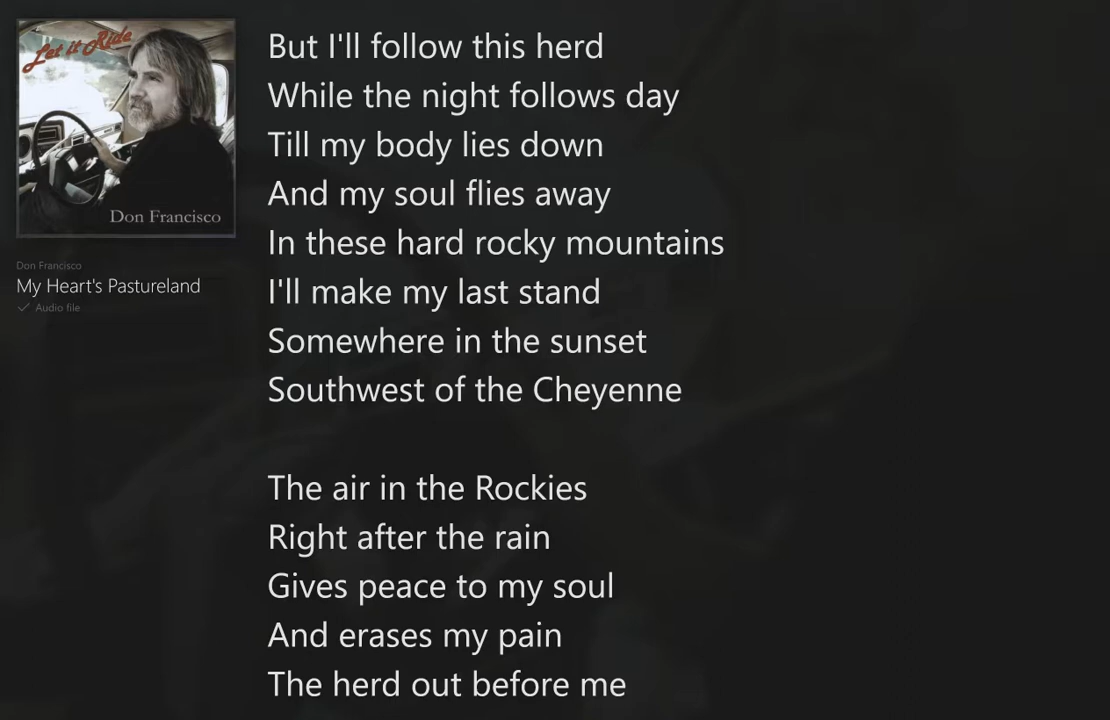 Let it Ride
Don Francisco
Don Francisco
My Heart's Pastureland
Audio file
But I'll follow this herd
While the night follows day
Till my body lies down
And my soul flies away
In these hard rocky mountains
I'll make my last stand
Somewhere in the sunset
Southwest of the Cheyenne

The air in the Rockies
Right after the rain
Gives peace to my soul
And erases my pain
The herd out before me